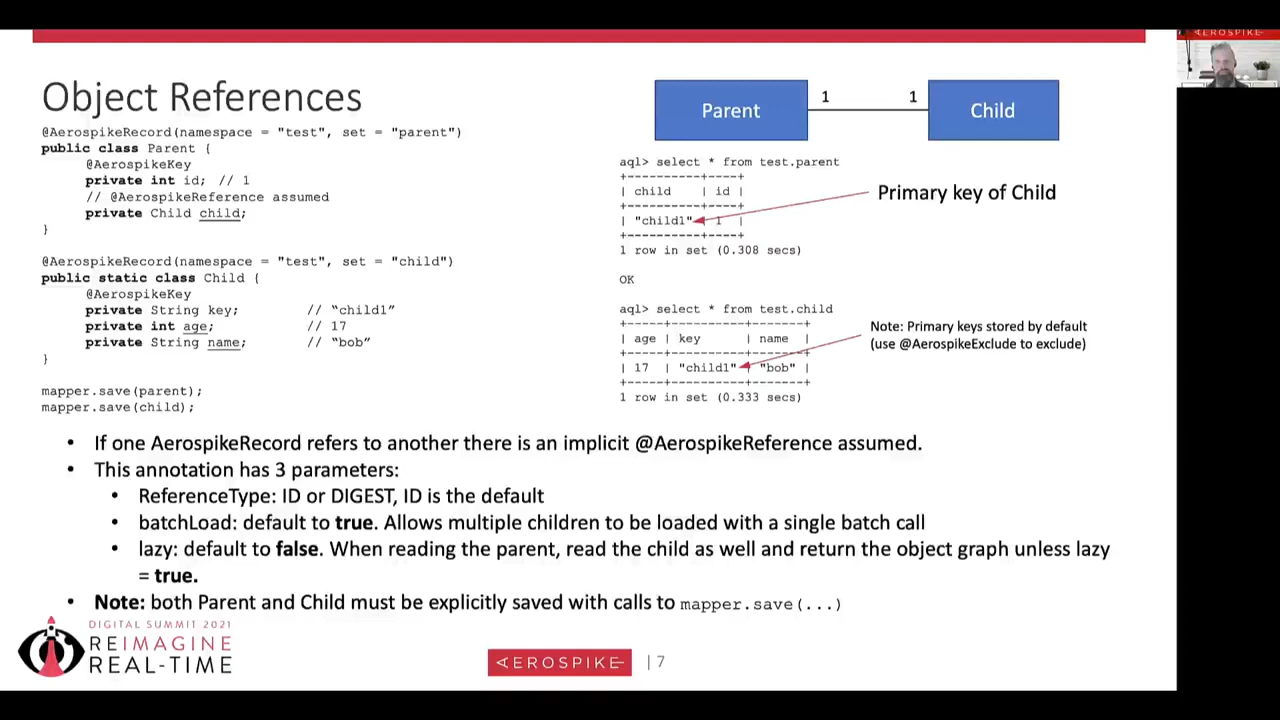 AEROSPIKE
Object References
@AerospikeRecord(namespace = "test", set = "parent")
public class Parent {
@AerospikeKey
private int id; // 1
// @AerospikeReference assumed
private Child child;
}
@AerospikeRecord(namespace = "test", set = "child")
public static class Child {
@AerospikeKey
private String key; // “child1”
private int age; // 17
private String name; // “bob”
}
mapper.save(parent);
mapper.save(child);
Parent 1 1 Child
aql> select * from test.parent
+---------+----+
| child | id |
+---------+----+
| "child1" | 1 |
+---------+----+
1 row in set (0.308 secs)
Primary key of Child
OK
aql> select * from test.child
+-----+----------+-------+
| age | key | name |
+-----+----------+-------+
| 17 | "child1" | "bob" |
+-----+----------+-------+
1 row in set (0.333 secs)
Note: Primary keys stored by default
(use @AerospikeExclude to exclude)
• If one AerospikeRecord refers to another there is an implicit @AerospikeReference assumed.
• This annotation has 3 parameters:
• ReferenceType: ID or DIGEST, ID is the default
• batchLoad: default to true. Allows multiple children to be loaded with a single batch call
• lazy: default to false. When reading the parent, read the child as well and return the object graph unless lazy
= true.
• Note: both Parent and Child must be explicitly saved with calls to mapper.save(...)
DIGITAL SUMMIT 2021
REIMAGINE
REAL-TIME
AEROSPIKE | 7